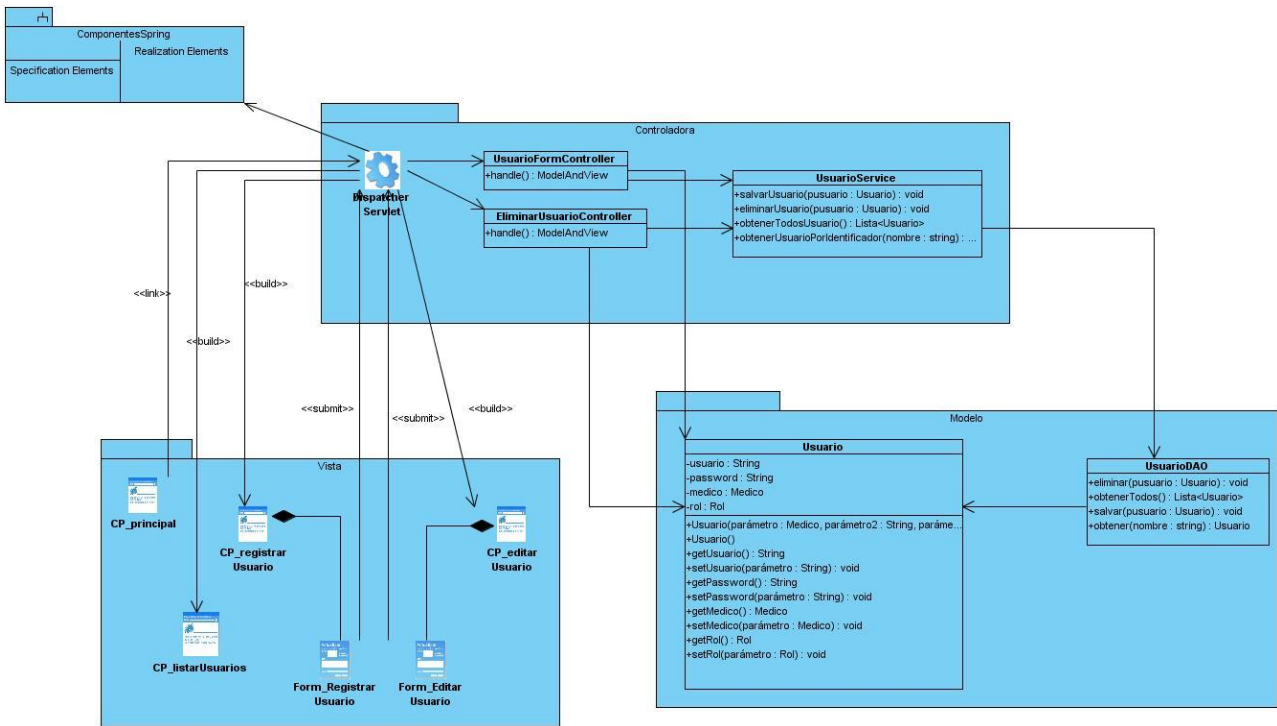 ComponentesSpring
Realization Elements
Specification Elements
Controladora
UsuarioFormController
+handle() : ModelAndView
EliminarUsuarioController
+handle() : ModelAndView
UsuarioService
+salvarUsuario(pusuario : Usuario) : void
+eliminarUsuario(pusuario : Usuario) : void
+obtenerTodosUsuario() : Lista<Usuario>
+obtenerUsuarioPorIdentificador(nombre : string) : ...
Dispatcher
Servlet
<<link>>
<<build>>
<<build>>
<<submit>>
<<submit>>
<<build>>
Vista
CP_principal
CP_registrar
Usuario
CP_editar
Usuario
CP_listarUsuarios
Form_Registrar
Usuario
Form_Editar
Usuario
Modelo
Usuario
-usuario : String
-password : String
-medico : Medico
-rol : Rol
+Usuario(parámetro : Medico, parámetro2 : String, paráme...
+Usuario()
+getUsuario() : String
+setUsuario(parámetro : String) : void
+getPassword() : String
+setPassword(parámetro : String) : void
+getMedico() : Medico
+setMedico(parámetro : Medico) : void
+getRol() : Rol
+setRol(parámetro : Rol) : void
UsuarioDAO
+eliminar(pusuario : Usuario) : void
+obtenerTodos() : Lista<Usuario>
+salvar(pusuario : Usuario) : void
+obtener(nombre : string) : Usuario